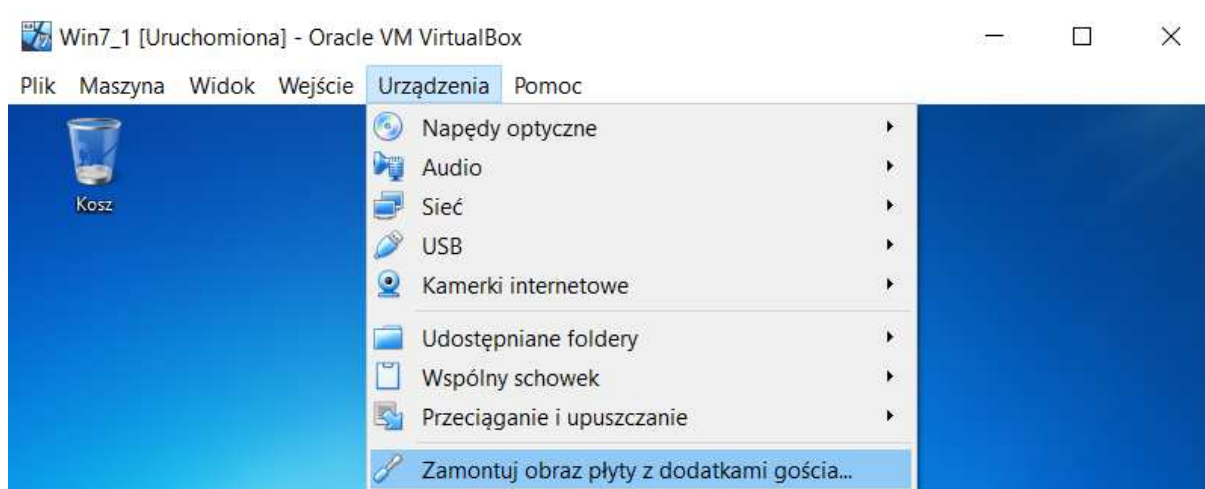 Win7_1 [Uruchomiona] - Oracle VM VirtualBox
Plik Maszyna Widok Wejście Urządzenia Pomoc
Napędy optyczne
Audio
Kosz
Sieć
USB
Kamerki internetowe
Udostępniane foldery
Wspólny schowek
Przeciąganie i upuszczanie
Zamontuj obraz płyty z dodatkami gościa...